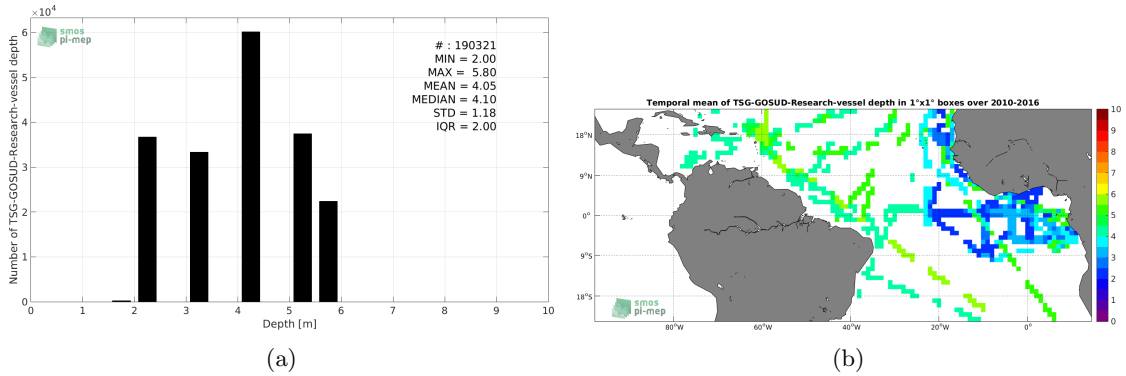 ×10⁴
smos
pi-mep
# : 190321
MIN = 2.00
MAX = 5.80
MEAN = 4.05
MEDIAN = 4.10
STD = 1.18
IQR = 2.00
Number of TSG-GOSUD-Research-vessel depth
6
5
4
3
2
1
0
0 1 2 3 4 5 6 7 8 9 10
Depth [m]
(a)
Temporal mean of TSG-GOSUD-Research-vessel depth in 1°x1° boxes over 2010-2016
18°N
9°N
0°
9°S
18°S
80°W 60°W 40°W 20°W 0°
10
9
8
7
6
5
4
3
2
1
0
smos
pi-mep
(b)